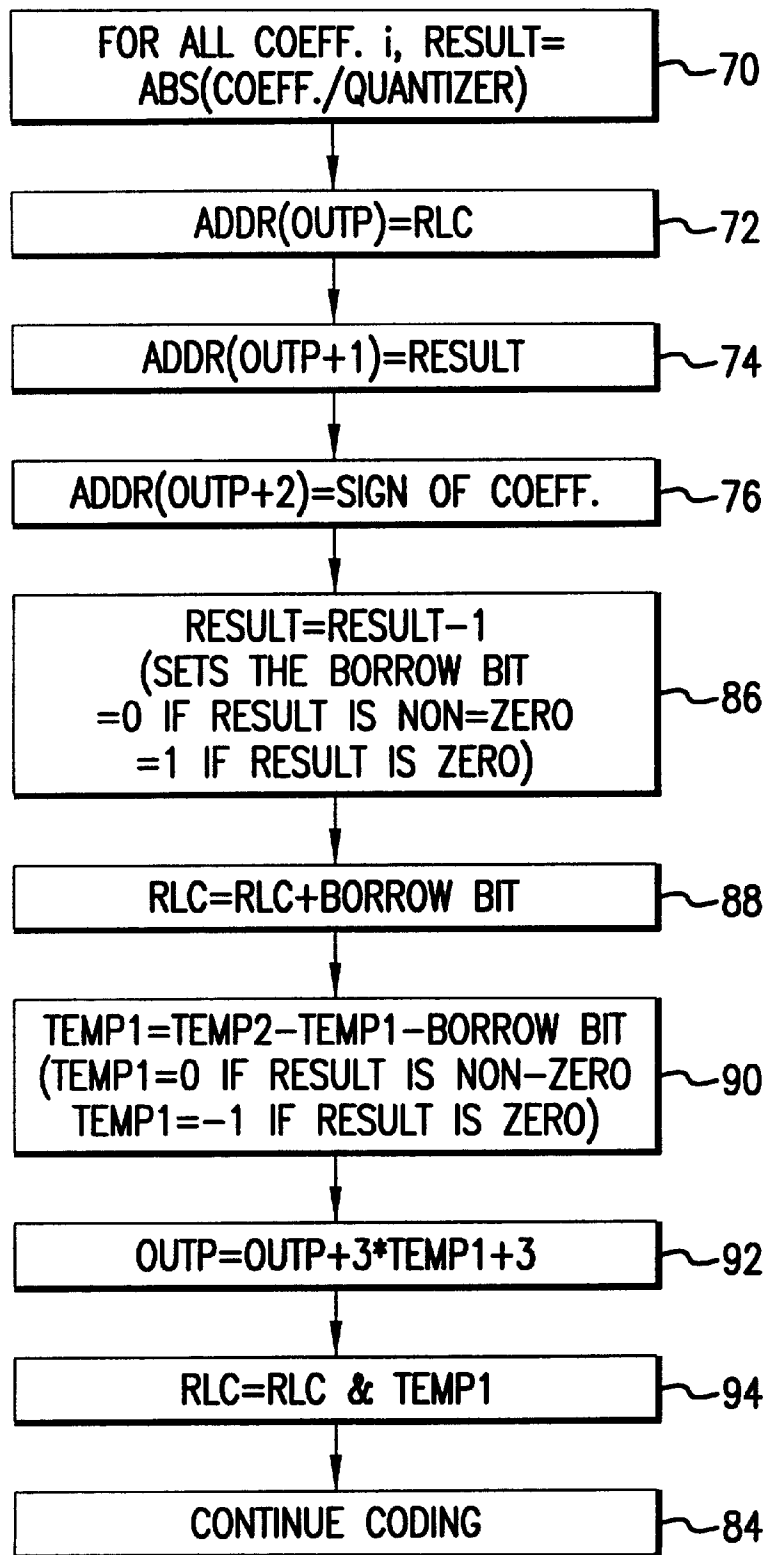 FOR ALL COEFF. i, RESULT=
ABS(COEFF./QUANTIZER)
70
ADDR(OUTP)=RLC
72
ADDR(OUTP+1)=RESULT
74
ADDR(OUTP+2)=SIGN OF COEFF.
76
RESULT=RESULT-1
(SETS THE BORROW BIT
=0 IF RESULT IS NON=ZERO
=1 IF RESULT IS ZERO)
86
RLC=RLC+BORROW BIT
88
TEMP1=TEMP2-TEMP1-BORROW BIT
(TEMP1=0 IF RESULT IS NON-ZERO
TEMP1=-1 IF RESULT IS ZERO)
90
OUTP=OUTP+3*TEMP1+3
92
RLC=RLC & TEMP1
94
CONTINUE CODING
84